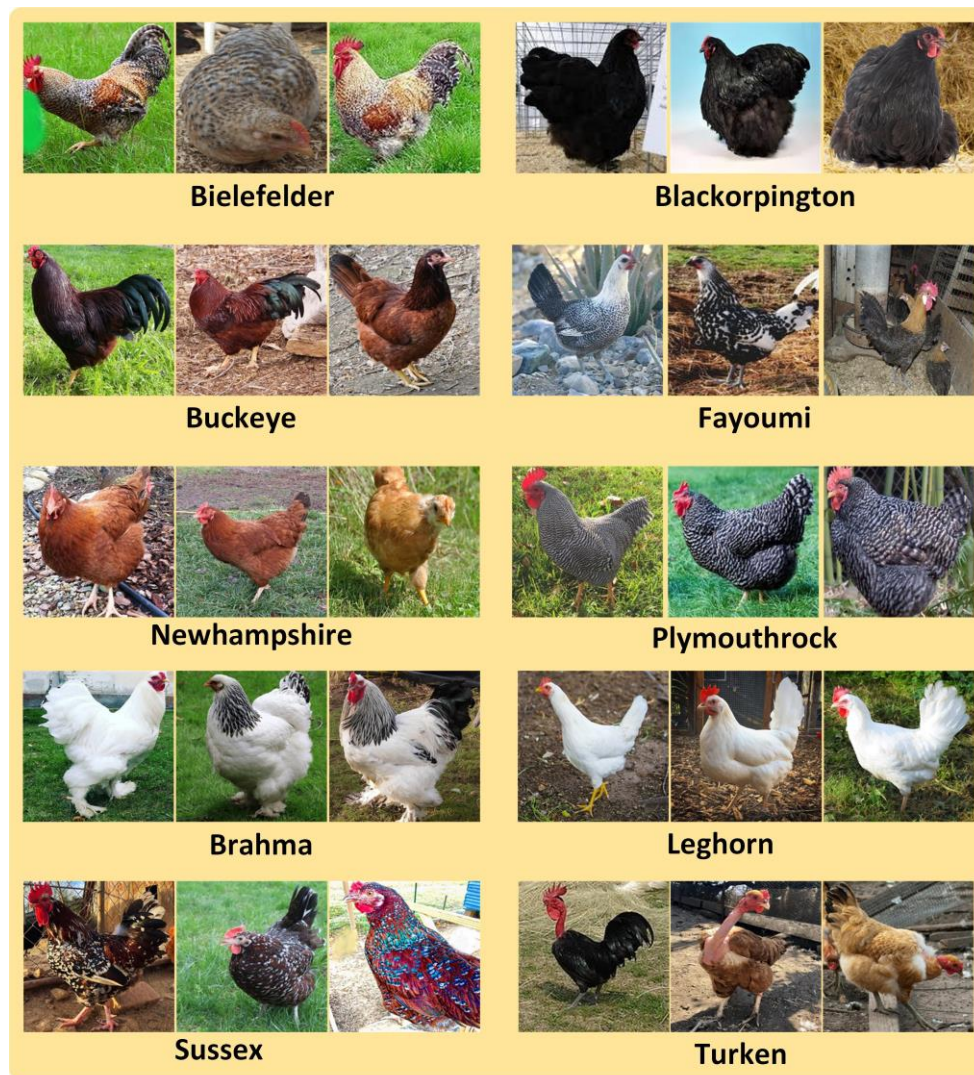 Bielefelder
Blackorpington
Buckeye
Fayoumi
Newhampshire
Plymouthrock
Brahma
Leghorn
Sussex
Turken